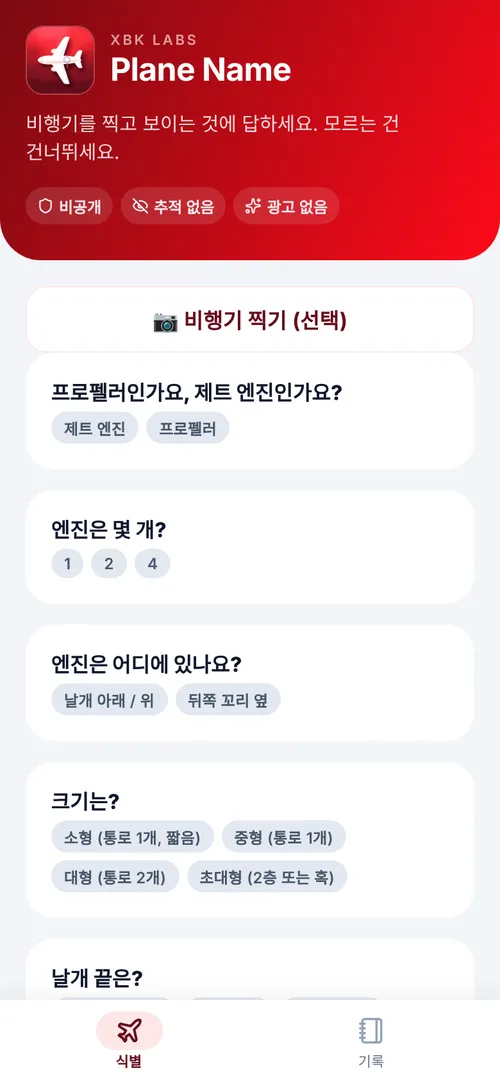 XBK LABS
Plane Name
비행기를 찍고 보이는 것에 답하세요. 모르는 건
건너뛰세요.
비공개 추적 없음 광고 없음
비행기 찍기 (선택)
프로펠러인가요, 제트 엔진인가요?
제트 엔진 프로펠러
엔진은 몇 개?
1 2 4
엔진은 어디에 있나요?
날개 아래 / 위 뒤쪽 꼬리 옆
크기는?
소형 (통로 1개, 짧음) 중형 (통로 1개)
대형 (통로 2개) 초대형 (2층 또는 혹)
날개 끝은?
식별 기록